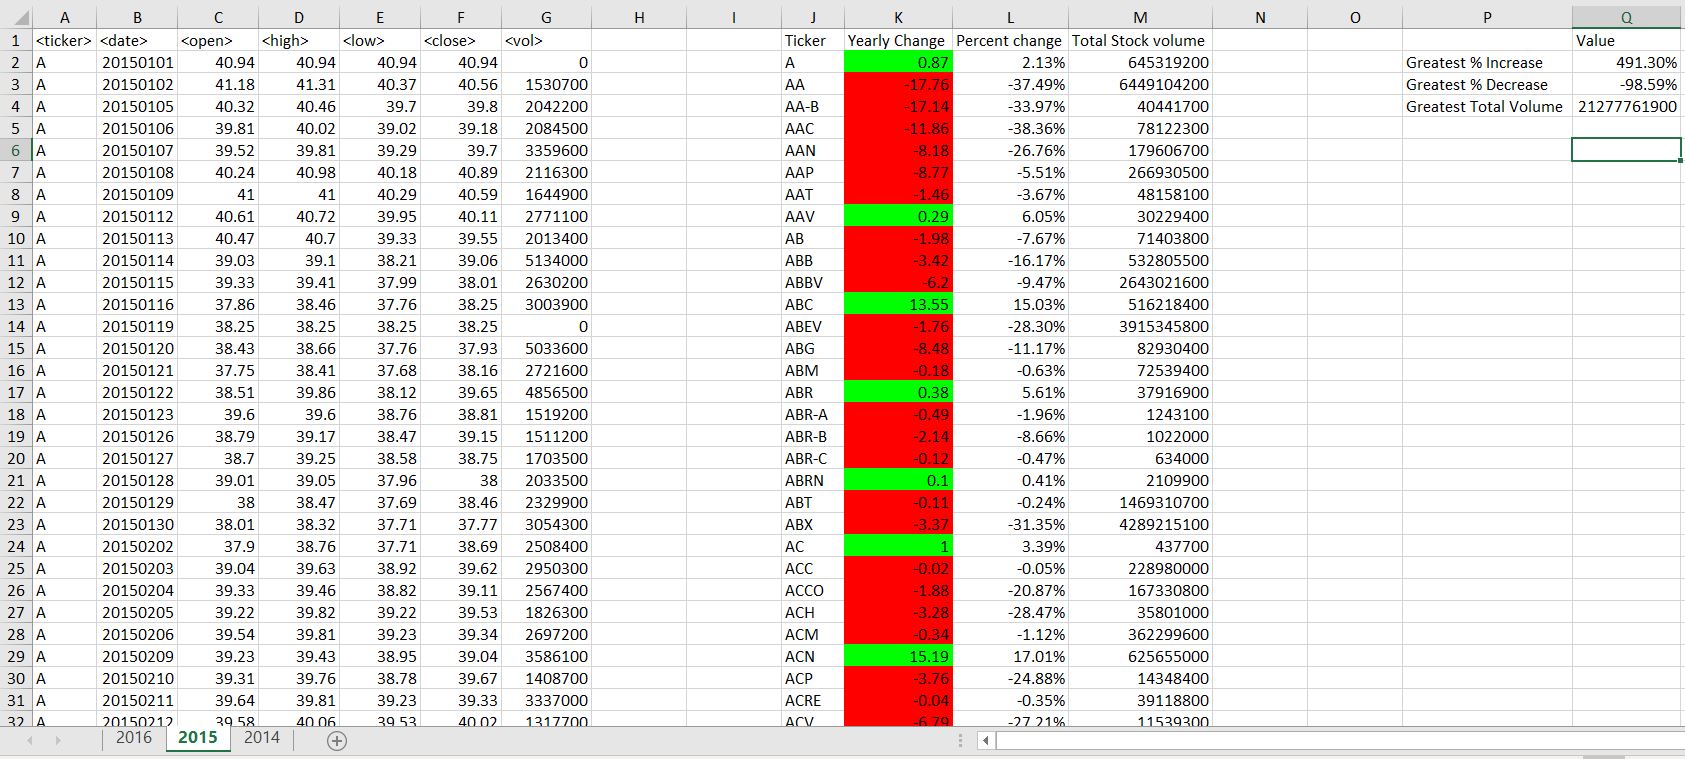 A B C D E F G H I J K L M N O P Q
1 <ticker> <date> <open> <high> <low> <close> <vol> Ticker Yearly Change Percent change Total Stock volume Value
2 A 20150101 40.94 40.94 40.94 40.94 0 A 0.87 2.13% 645319200 Greatest % Increase 491.30%
3 A 20150102 41.18 41.31 40.37 40.56 1530700 AA -17.76 -37.49% 6449104200 Greatest % Decrease -98.59%
4 A 20150105 40.32 40.46 39.7 39.8 2042200 AA-B -17.14 -33.97% 40441700 Greatest Total Volume 21277761900
5 A 20150106 39.81 40.02 39.02 39.18 2084500 AAC -11.86 -38.36% 78122300
6 A 20150107 39.52 39.81 39.29 39.7 3359600 AAN -8.18 -26.76% 179606700
7 A 20150108 40.24 40.98 40.18 40.89 2116300 AAP -8.77 -5.51% 266930500
8 A 20150109 41 41 40.29 40.59 1644900 AAT -1.46 -3.67% 48158100
9 A 20150112 40.61 40.72 39.95 40.11 2771100 AAV 0.29 6.05% 30229400
10 A 20150113 40.47 40.7 39.33 39.55 2013400 AB -1.98 -7.67% 71403800
11 A 20150114 39.03 39.1 38.21 39.06 5134000 ABB -3.42 -16.17% 532805500
12 A 20150115 39.33 39.41 37.99 38.01 2630200 ABBV -6.2 -9.47% 2643021600
13 A 20150116 37.86 38.46 37.76 38.25 3003900 ABC 13.55 15.03% 516218400
14 A 20150119 38.25 38.25 38.25 38.25 0 ABEV -1.76 -28.30% 3915345800
15 A 20150120 38.43 38.66 37.76 37.93 5033600 ABG -8.48 -11.17% 82930400
16 A 20150121 37.75 38.41 37.68 38.16 2721600 ABM -0.18 -0.63% 72539400
17 A 20150122 38.51 39.86 38.12 39.65 4856500 ABR 0.38 5.61% 37916900
18 A 20150123 39.6 39.6 38.76 38.81 1519200 ABR-A -0.49 -1.96% 1243100
19 A 20150126 38.79 39.17 38.47 39.15 1511200 ABR-B -2.14 -8.66% 1022000
20 A 20150127 38.7 39.25 38.58 38.75 1703500 ABR-C -0.12 -0.47% 634000
21 A 20150128 39.01 39.05 37.96 38 2033500 ABRN 0.1 0.41% 2109900
22 A 20150129 38 38.47 37.69 38.46 2329900 ABT -0.11 -0.24% 1469310700
23 A 20150130 38.01 38.32 37.71 37.77 3054300 ABX -3.37 -31.35% 4289215100
24 A 20150202 37.9 38.76 37.71 38.69 2508400 AC 1 3.39% 437700
25 A 20150203 39.04 39.63 38.92 39.62 2950300 ACC -0.02 -0.05% 228980000
26 A 20150204 39.33 39.46 38.82 39.11 2567400 ACCO -1.88 -20.87% 167330800
27 A 20150205 39.22 39.82 39.22 39.53 1826300 ACH -3.28 -28.47% 35801000
28 A 20150206 39.54 39.81 39.23 39.34 2697200 ACM -0.34 -1.12% 362299600
29 A 20150209 39.23 39.43 38.95 39.04 3586100 ACN 15.19 17.01% 625655000
30 A 20150210 39.31 39.76 38.78 39.67 1408700 ACP -3.76 -24.88% 14348400
31 A 20150211 39.64 39.81 39.23 39.33 3337000 ACRE -0.04 -0.35% 39118800
32 A 20150212 39.58 40.06 39.53 40.02 1317700 ACV -6.79 -27.21% 11539300
2016 2015 2014